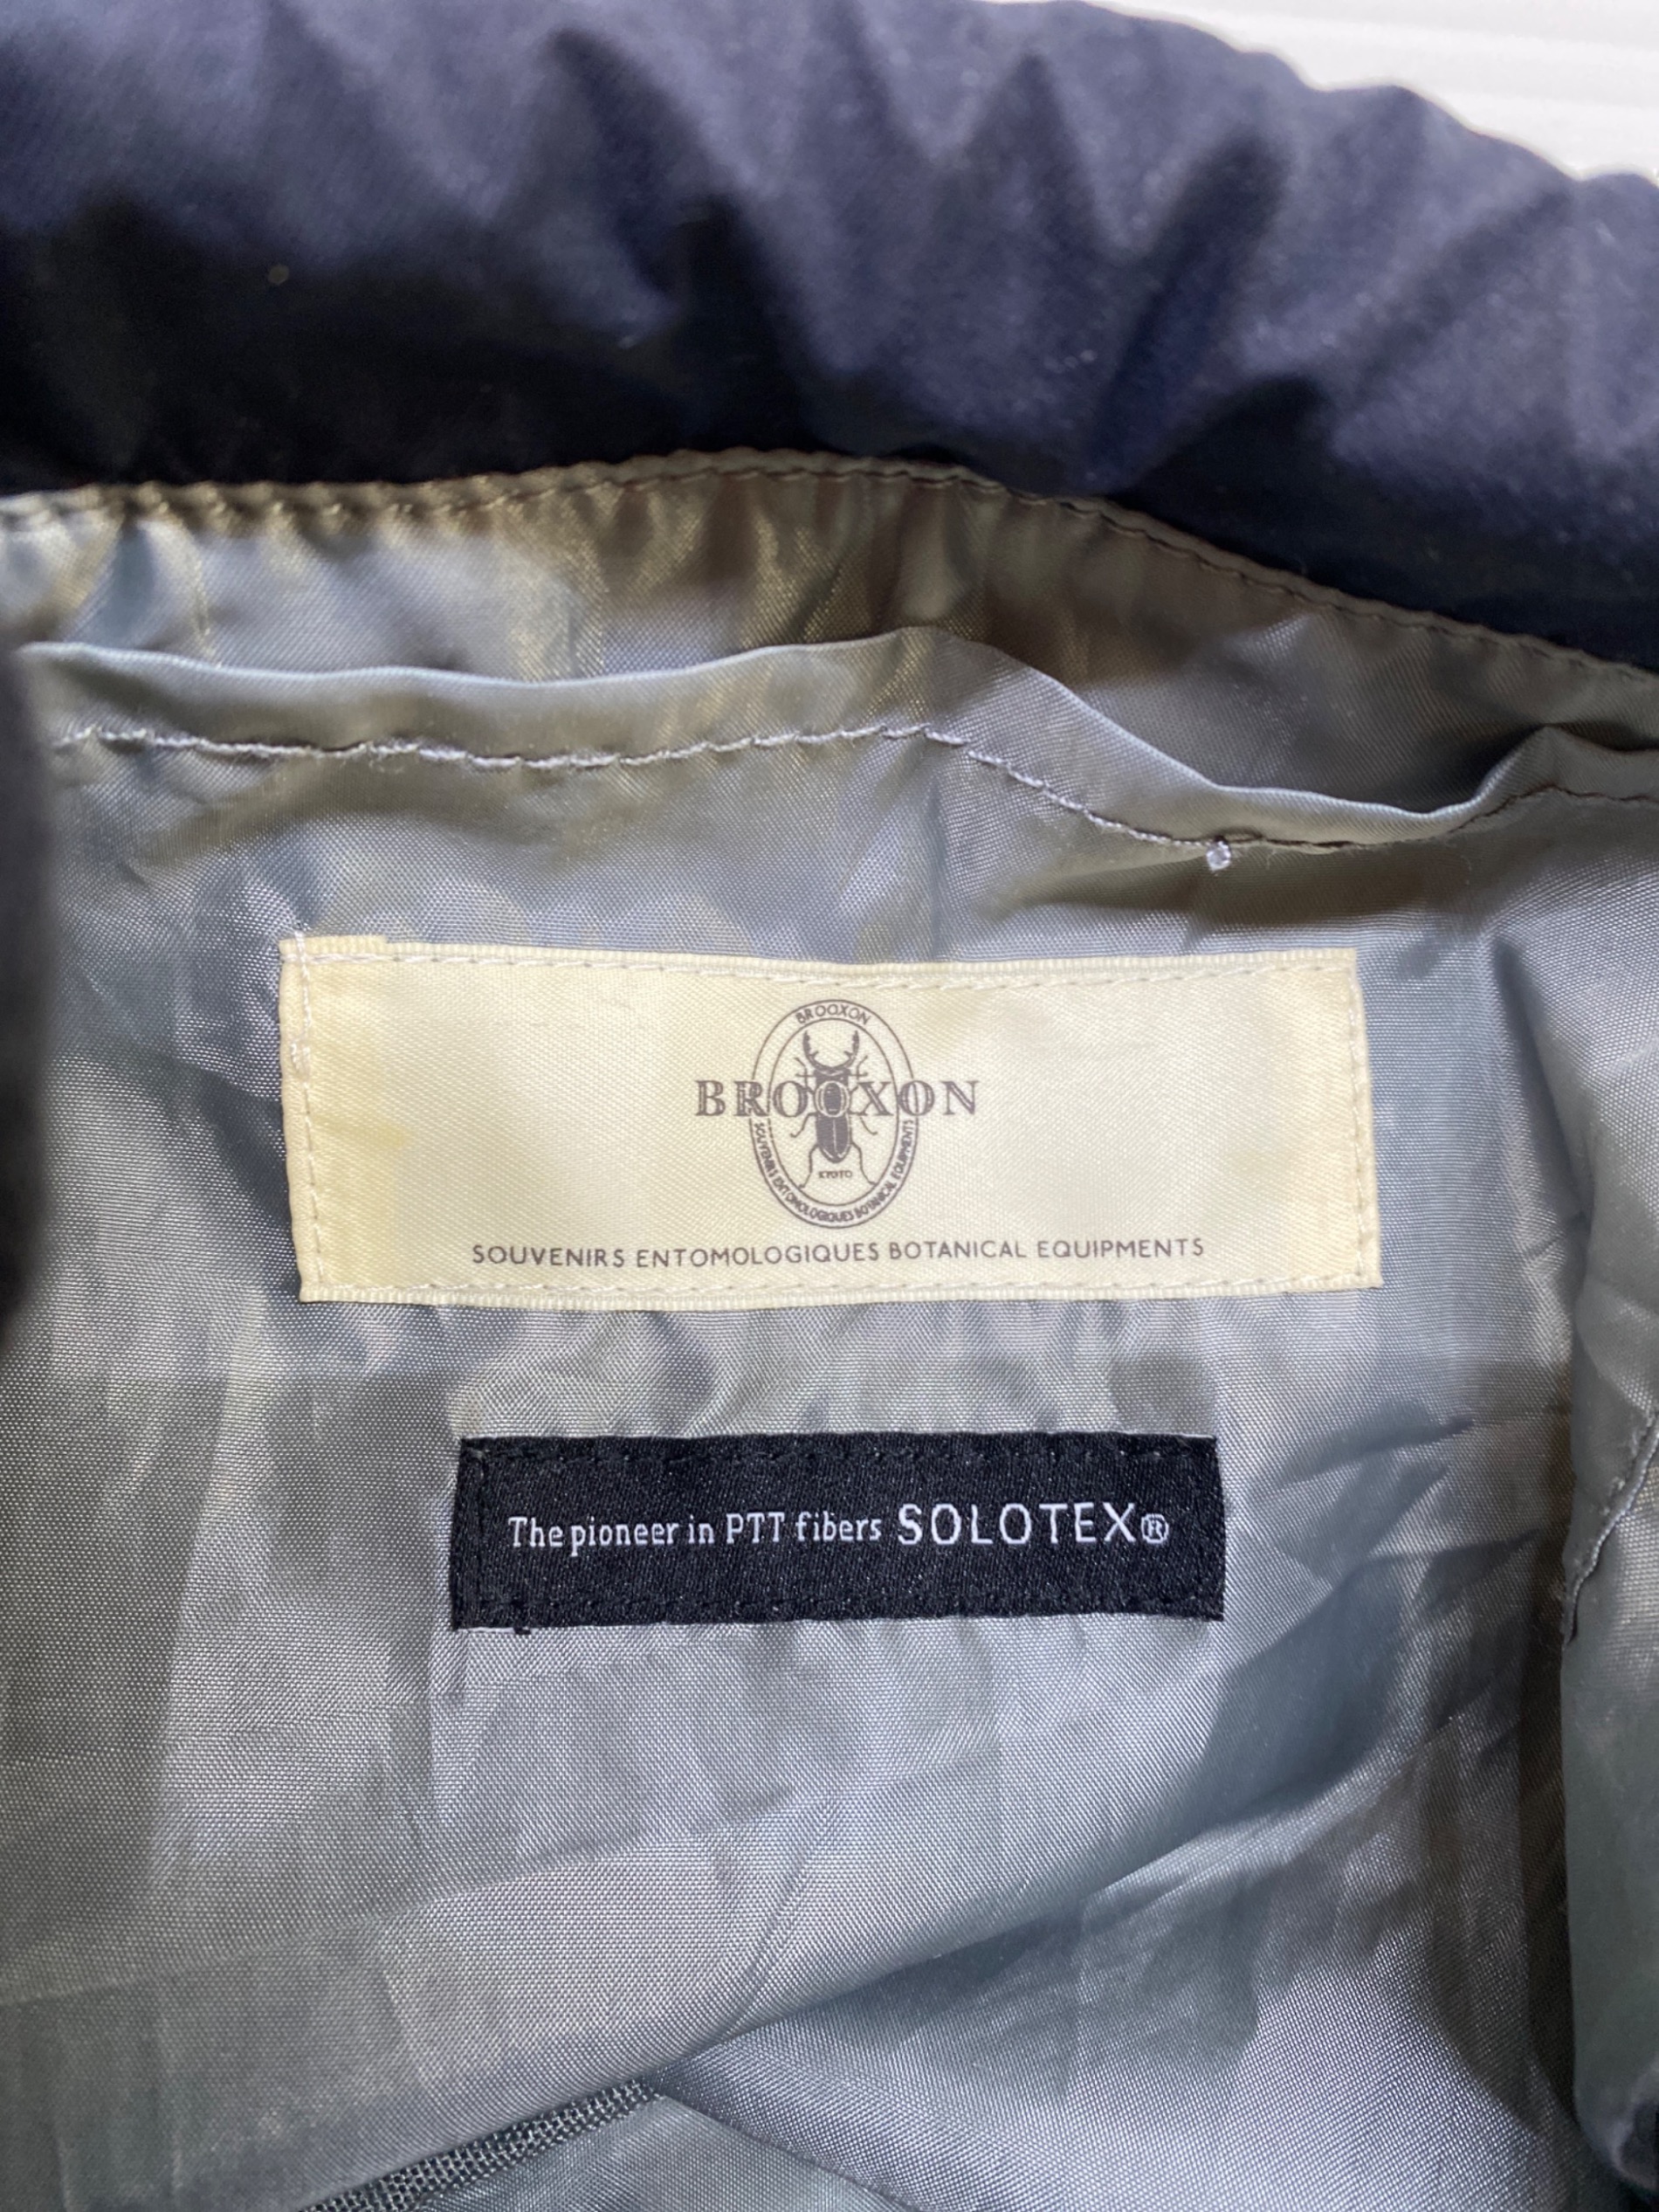 BROOXON
BROOXON
KYOTO
SOUVENIRS ENTOMOLOGIQUES BOTANICAL EQUIPMENTS
SOUVENIRS ENTOMOLOGIQUES BOTANICAL EQUIPMENTS
The pioneer in PTT fibers SOLOTEX®